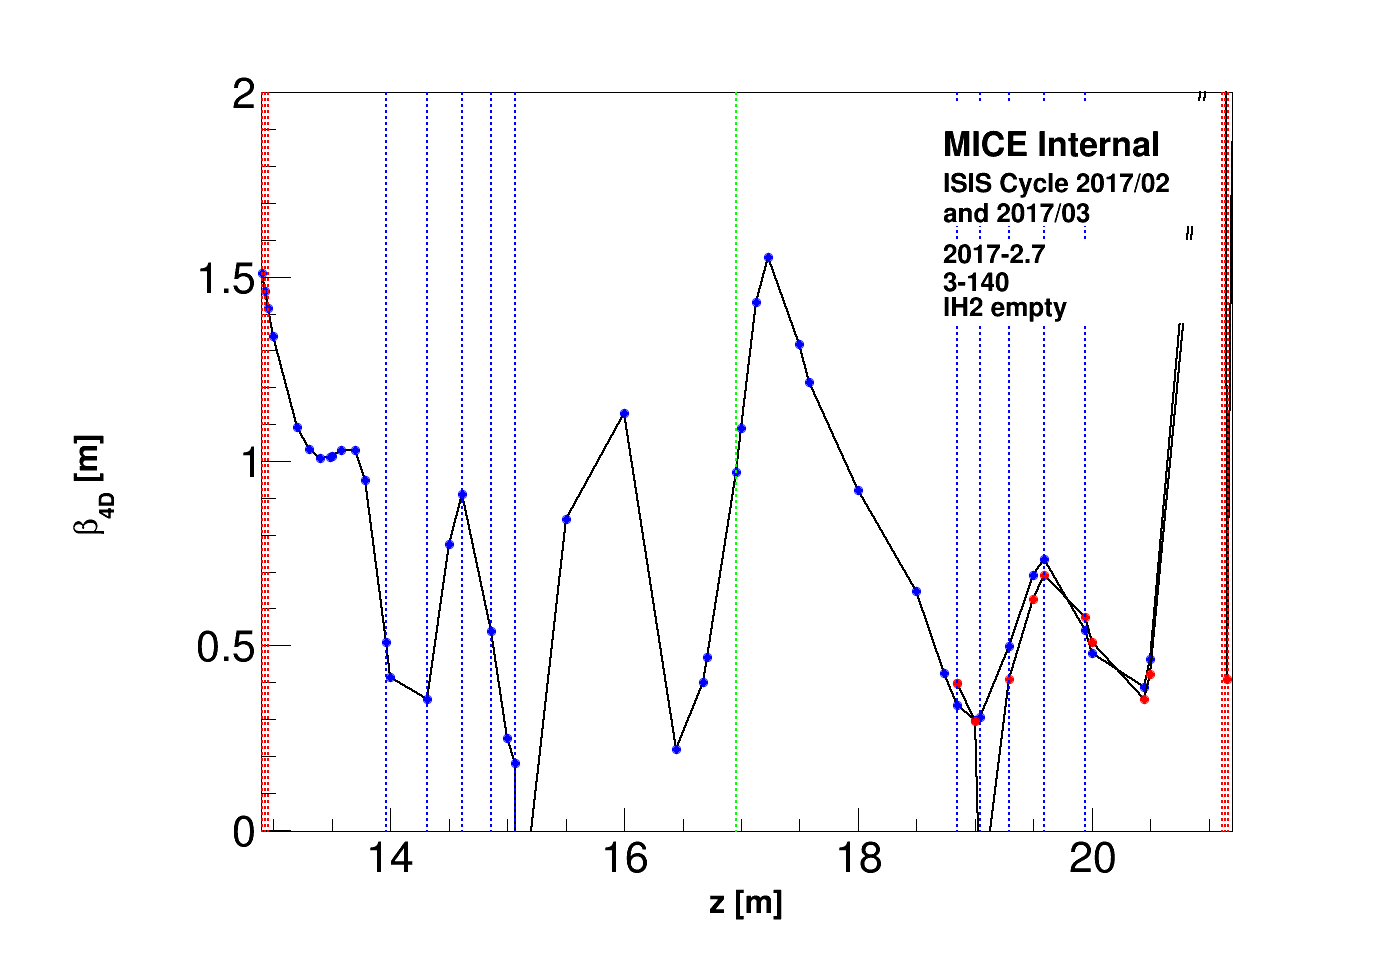 2
1.5
1
0.5
0
β4D [m]
MICE Internal
ISIS Cycle 2017/02
and 2017/03
2017-2.7
3-140
lH2 empty
14 16 18 20
z [m]